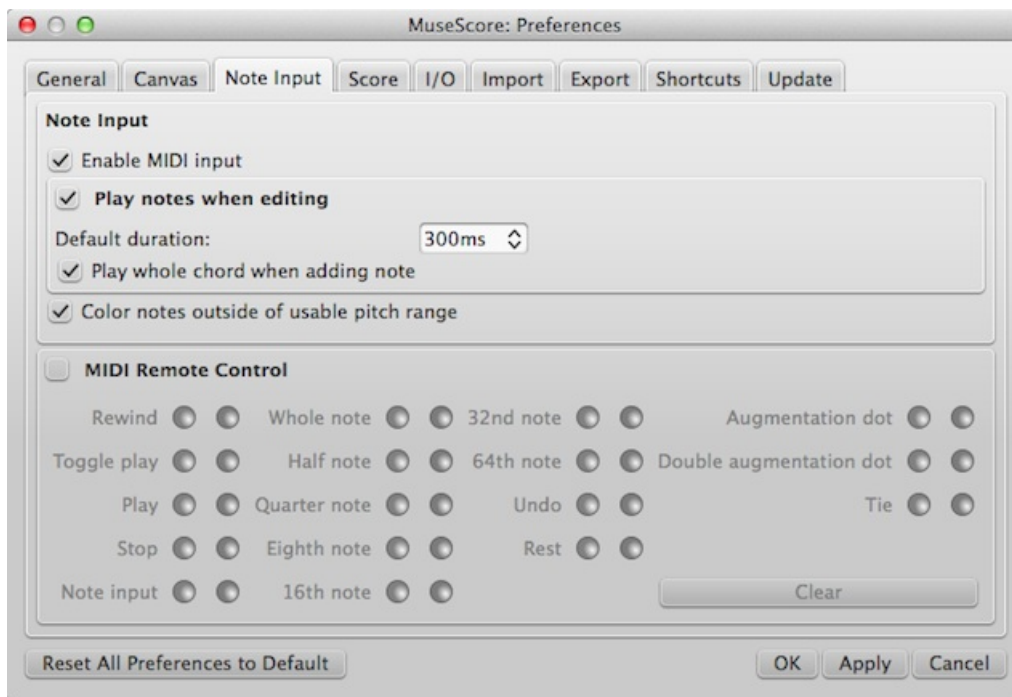 MuseScore: Preferences
General Canvas Note Input Score I/O Import Export Shortcuts Update
Note Input
Enable MIDI input
Play notes when editing
Default duration: 300ms
Play whole chord when adding note
Color notes outside of usable pitch range
MIDI Remote Control
Rewind Whole note 32nd note Augmentation dot
Toggle play Half note 64th note Double augmentation dot
Play Quarter note Undo Tie
Stop Eighth note Rest
Note input 16th note Clear
Reset All Preferences to Default OK Apply Cancel